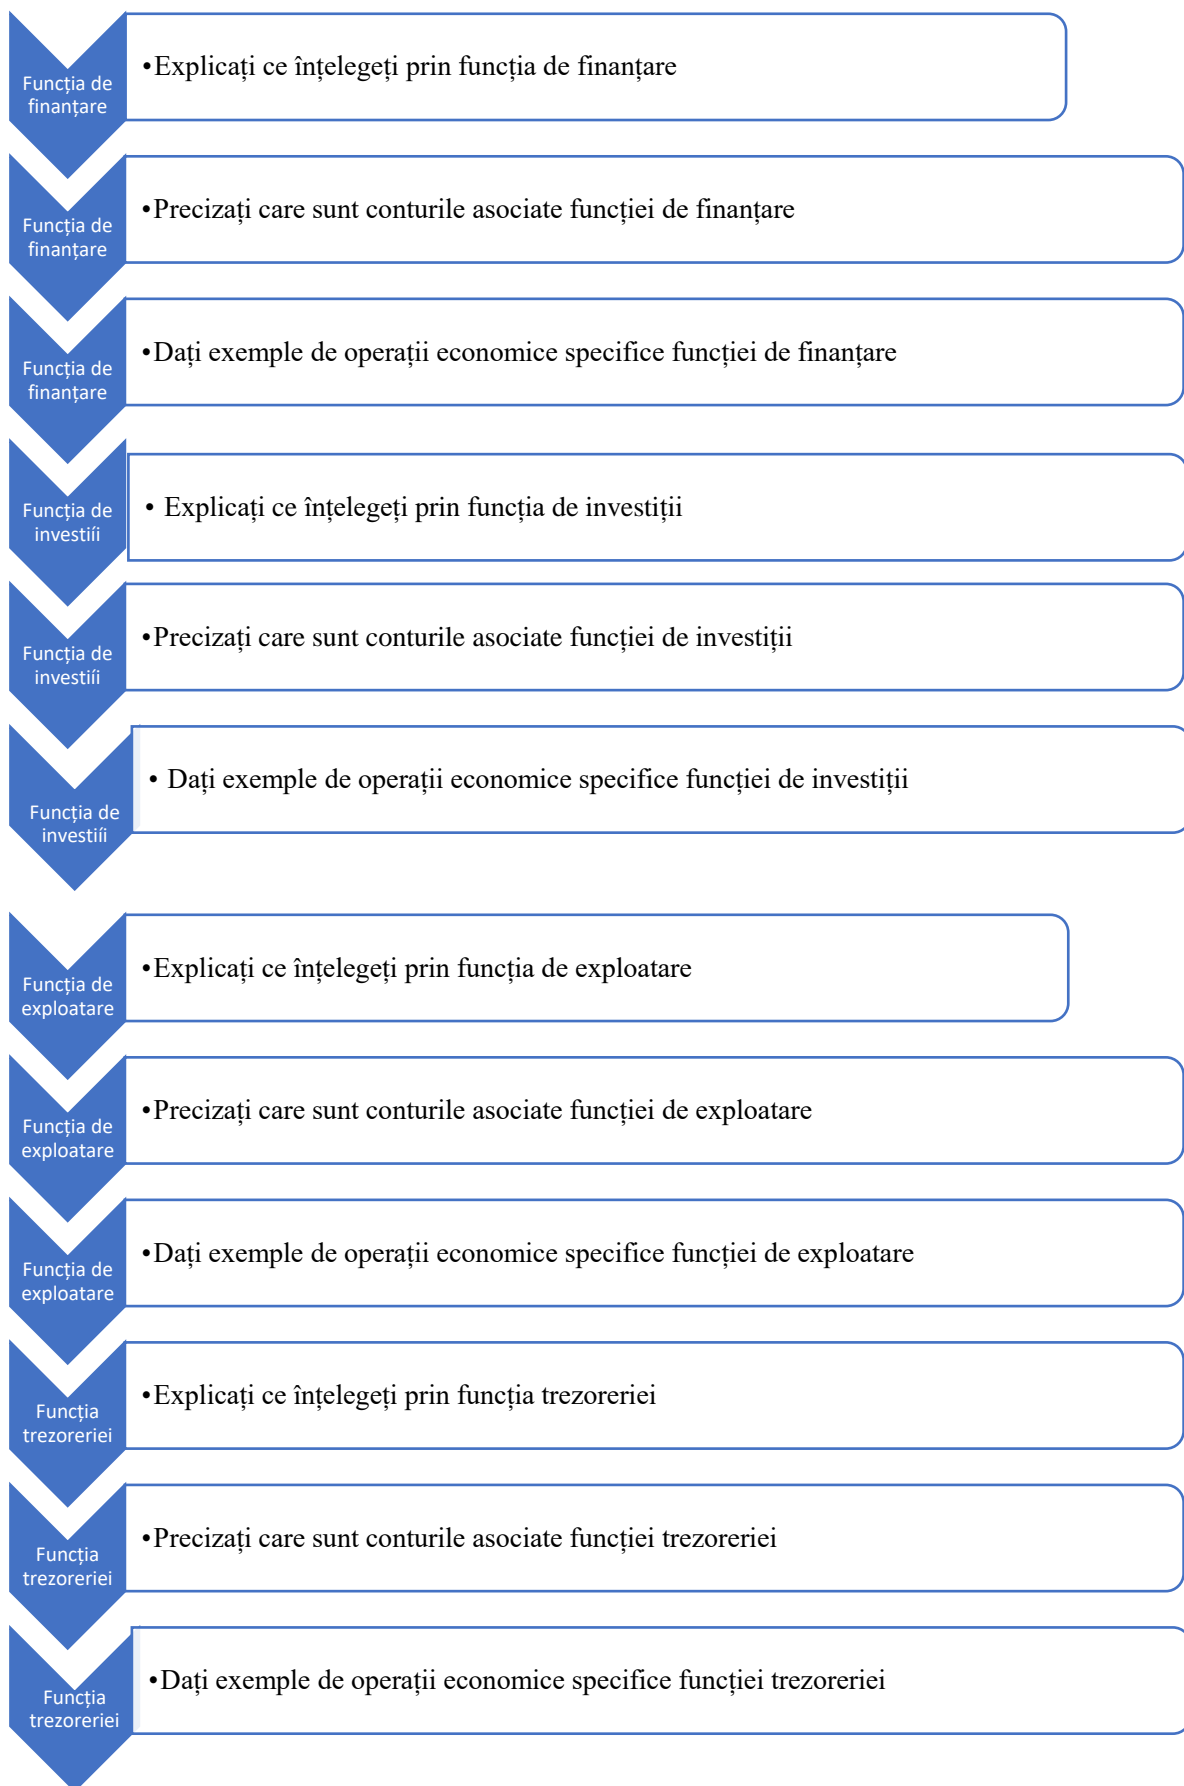 Funcția de
finanțare
•Explicați ce înțelegeți prin funcția de finanțare
Funcția de
finanțare
•Precizați care sunt conturile asociate funcției de finanțare
Funcția de
finanțare
•Dați exemple de operații economice specifice funcției de finanțare
Funcția de
investiíi
• Explicați ce înțelegeți prin funcția de investiții
Funcția de
investiíi
•Precizați care sunt conturile asociate funcției de investiții
Funcția de
investiíi
• Dați exemple de operații economice specifice funcției de investiții
Funcția de
exploatare
•Explicați ce înțelegeți prin funcția de exploatare
Funcția de
exploatare
•Precizați care sunt conturile asociate funcției de exploatare
Funcția de
exploatare
•Dați exemple de operații economice specifice funcției de exploatare
Funcția
trezoreriei
•Explicați ce înțelegeți prin funcția trezoreriei
Funcția
trezoreriei
•Precizați care sunt conturile asociate funcției trezoreriei
Funcția
trezoreriei
•Dați exemple de operații economice specifice funcției trezoreriei